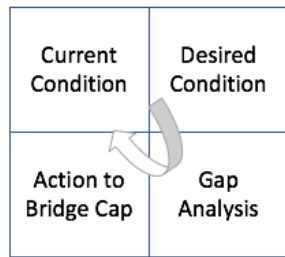 Current
Condition
Desired
Condition
Action to
Bridge Cap
Gap
Analysis